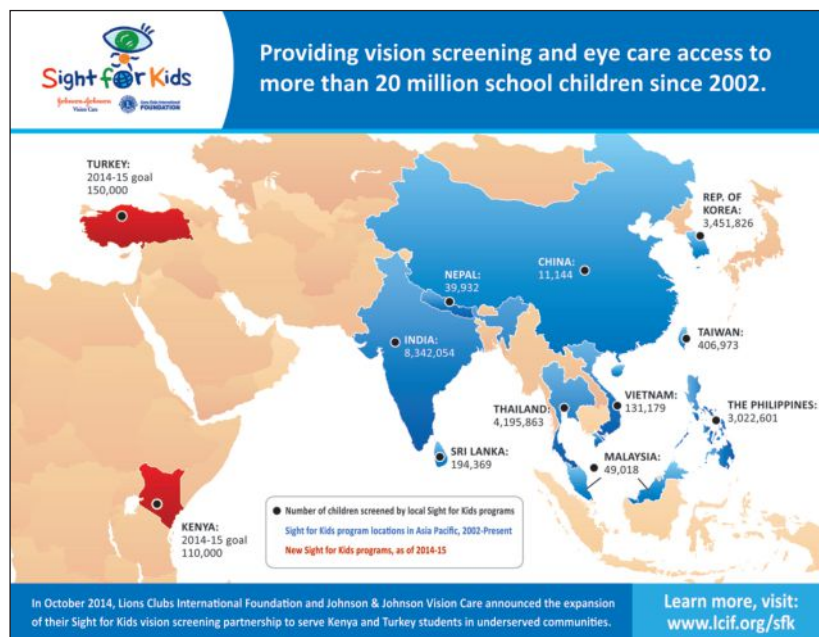 Sight for Kids
Johnson & Johnson
Vision Care
Lions Clubs International
FOUNDATION
Providing vision screening and eye care access to
more than 20 million school children since 2002.
TURKEY:
2014-15 goal
150,000
REP. OF
KOREA:
3,451,826
CHINA:
11,144
NEPAL:
39,932
INDIA:
8,342,054
TAIWAN:
406,973
THAILAND:
4,195,863
VIETNAM:
131,179
THE PHILIPPINES:
3,022,601
SRI LANKA:
194,369
MALAYSIA:
49,018
KENYA:
2014-15 goal
110,000
Number of children screened by local Sight for Kids programs
Sight for Kids program locations in Asia Pacific, 2002-Present
New Sight for Kids programs, as of 2014-15
In October 2014, Lions Clubs International Foundation and Johnson & Johnson Vision Care announced the expansion
of their Sight for Kids vision screening partnership to serve Kenya and Turkey students in underserved communities.
Learn more, visit:
www.lcif.org/sfk